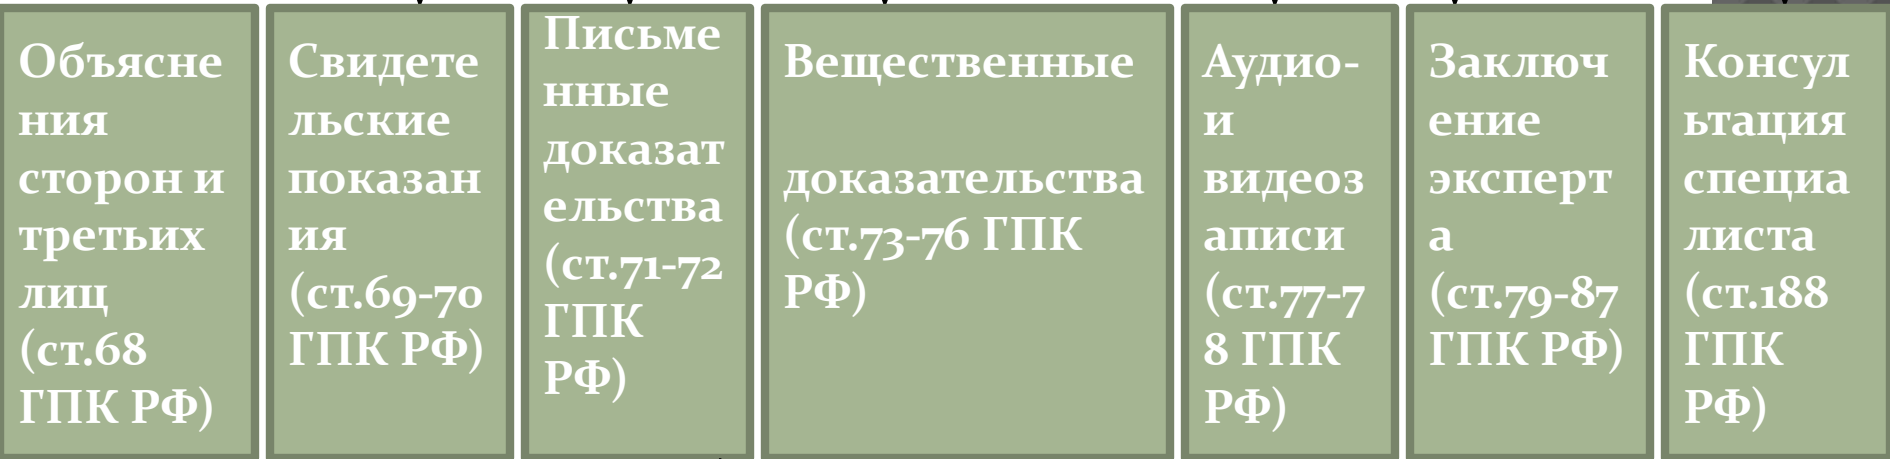 Объясне
ния
сторон и
третьих
лиц
(ст.68
ГПК РФ)
Свидете
льские
показан
ия
(ст.69-70
ГПК РФ)
Письме
нные
доказат
ельства
(ст.71-72
ГПК
РФ)
Вещественные
доказательства
(ст.73-76 ГПК
РФ)
Аудио-
и
видеоз
аписи
(ст.77-7
8 ГПК
РФ)
Заключ
ение
эксперт
а
(ст.79-87
ГПК РФ)
Консул
ьтация
специа
листа
(ст.188
ГПК
РФ)